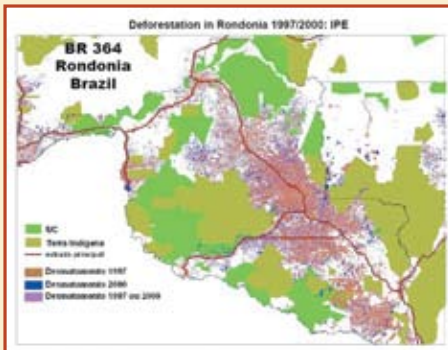 Deforestation in Rondonia 1997/2000: IPE
BR 364
Rondonia
Brazil
UC
Terra Indigena
estrada principal
Desmatamento 1997
Desmatamento 2000
Desmatamento 1997 ou 2000